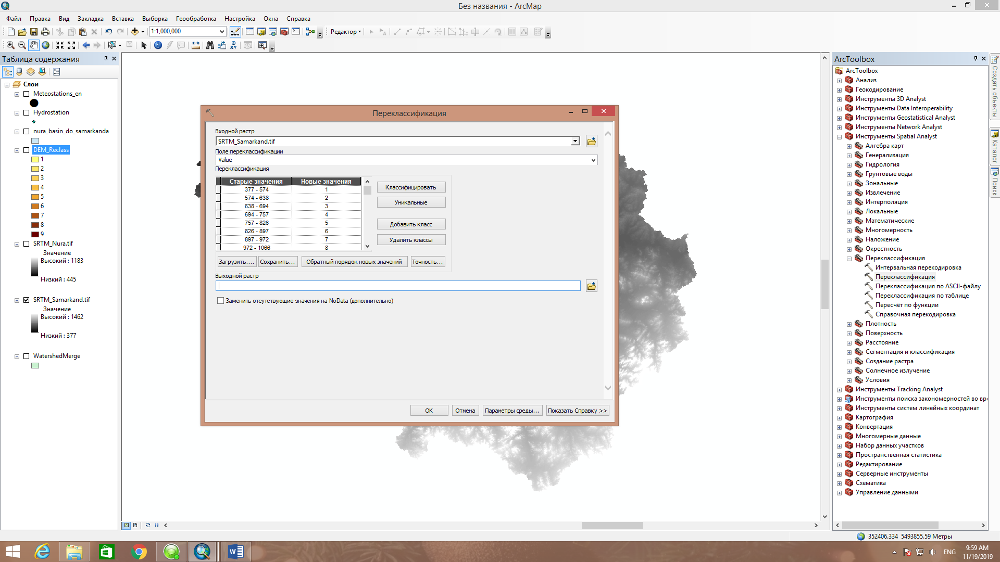 Без названия - ArcMap
Файл Правка Вид Закладка Вставка Выборка Геообработка Настройка Окна Справка
1:1,000,000
Редактор
Таблица содержания
Слои
Meteostations_en
Hydrostation
nura_basin_do_samarkanda
DEM_Reclass
1
2
3
4
5
6
7
8
9
SRTM_Nura.tif
Значение
Высокий : 1183
Низкий : 445
SRTM_Samarkand.tif
Значение
Высокий : 1462
Низкий : 377
WatershedMerge
Переклассификация
Входной растр
SRTM_Samarkand.tif
Поле переклассификации
Value
Переклассификация
Старые значения Новые значения
377 - 574 1
574 - 638 2
638 - 694 3
694 - 757 4
757 - 826 5
826 - 897 6
897 - 972 7
972 - 1066 8
Классифицировать
Уникальные
Добавить класс
Удалить классы
Загрузить.... Сохранить... Обратный порядок новых значений Точность...
Выходной растр
Заменить отсутствующие значения на NoData (дополнительно)
OK Отмена Параметры среды... Показать Справку >>
ArcToolbox
ArcToolbox
Анализ
Геокодирование
Инструменты 3D Analyst
Инструменты Data Interoperability
Инструменты Geostatistical Analyst
Инструменты Network Analyst
Инструменты Spatial Analyst
Алгебра карт
Генерализация
Гидрология
Грунтовые воды
Зональные
Извлечение
Интерполяция
Локальные
Математические
Многомерность
Наложение
Окрестность
Переклассификация
Интервальная перекодировка
Переклассификация
Переклассификация по ASCII-файлу
Переклассификация по таблице
Пересчёт по функции
Справочная перекодировка
Плотность
Поверхность
Расстояние
Сегментация и классификация
Создание растра
Солнечное излучение
Условия
Инструменты Tracking Analyst
Инструменты поиска закономерностей во вре
Инструменты систем линейных координат
Картография
Конвертация
Многомерные данные
Набор данных участков
Пространственная статистика
Редактирование
Серверные инструменты
Схематика
Управление данными
Создать объекты
Каталог
Поиск
352406.334 5493855.59 Метры
ENG
9:59 AM
11/19/2019